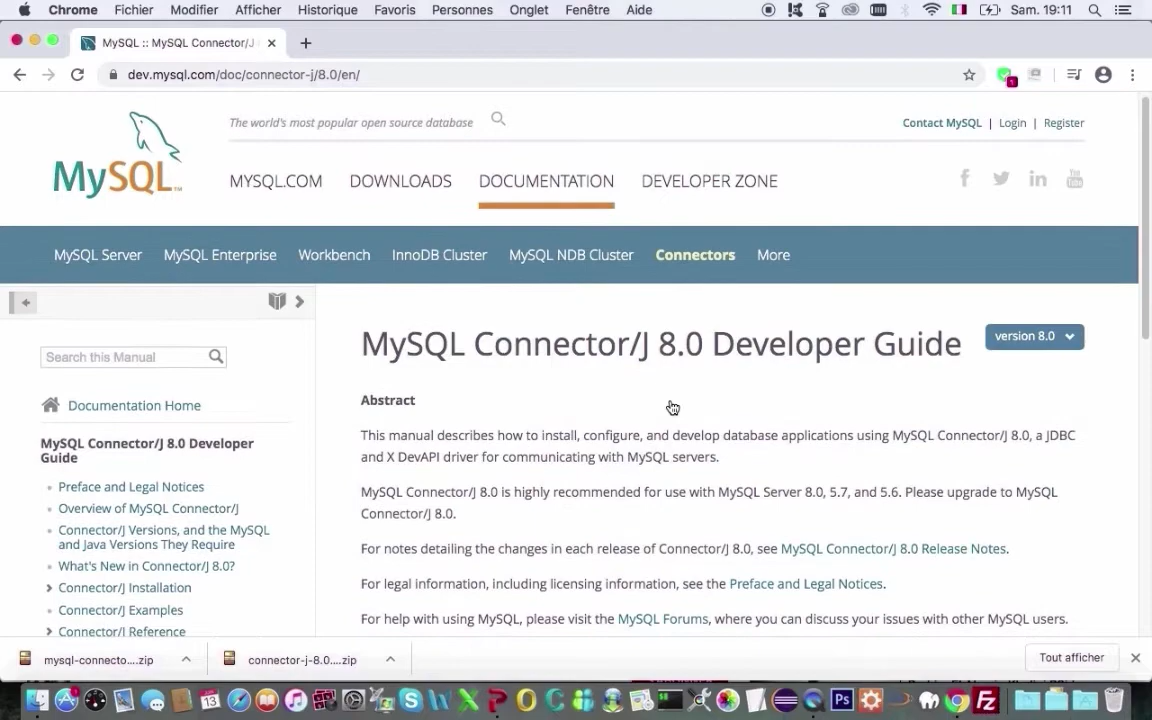 Chrome Fichier Modifier Afficher Historique Favoris Personnes Onglet Fenêtre Aide Sam. 19:11
MySQL :: MySQL Connector/J
dev.mysql.com/doc/connector-j/8.0/en/
The world's most popular open source database
Contact MySQL | Login | Register
MySQL™
MYSQL.COM DOWNLOADS DOCUMENTATION DEVELOPER ZONE
MySQL Server MySQL Enterprise Workbench InnoDB Cluster MySQL NDB Cluster Connectors More
Search this Manual
Documentation Home
MySQL Connector/J 8.0 Developer
Guide
Preface and Legal Notices
Overview of MySQL Connector/J
Connector/J Versions, and the MySQL
and Java Versions They Require
What's New in Connector/J 8.0?
Connector/J Installation
Connector/J Examples
Connector/J Reference
MySQL Connector/J 8.0 Developer Guide
version 8.0
Abstract
This manual describes how to install, configure, and develop database applications using MySQL Connector/J 8.0, a JDBC
and X DevAPI driver for communicating with MySQL servers.
MySQL Connector/J 8.0 is highly recommended for use with MySQL Server 8.0, 5.7, and 5.6. Please upgrade to MySQL
Connector/J 8.0.
For notes detailing the changes in each release of Connector/J 8.0, see MySQL Connector/J 8.0 Release Notes.
For legal information, including licensing information, see the Preface and Legal Notices.
For help with using MySQL, please visit the MySQL Forums, where you can discuss your issues with other MySQL users.
mysql-connecto....zip connector-j-8.0....zip Tout afficher